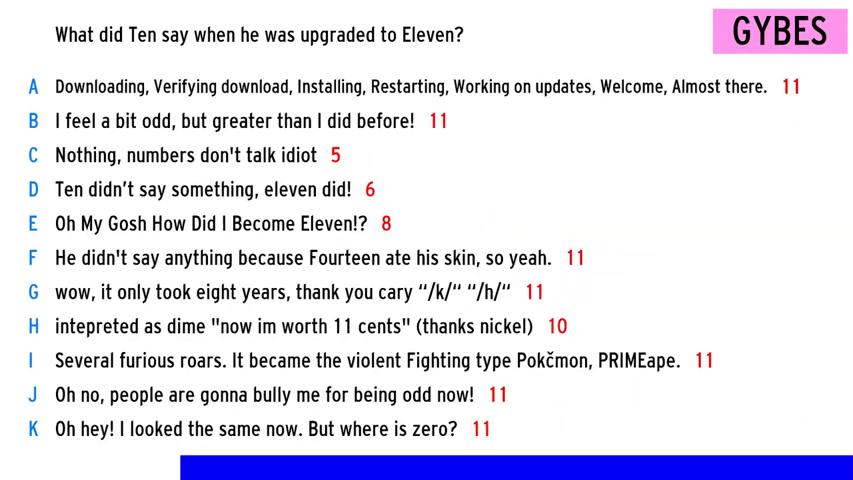 What did Ten say when he was upgraded to Eleven?
GYBES
A Downloading, Verifying download, Installing, Restarting, Working on updates, Welcome, Almost there. 11
B I feel a bit odd, but greater than I did before! 11
C Nothing, numbers don't talk idiot 5
D Ten didn’t say something, eleven did! 6
E Oh My Gosh How Did I Become Eleven!? 8
F He didn't say anything because Fourteen ate his skin, so yeah. 11
G wow, it only took eight years, thank you cary “/k/“ “/h/“ 11
H intepreted as dime "now im worth 11 cents" (thanks nickel) 10
I Several furious roars. It became the violent Fighting type Pokčmon, PRIMEape. 11
J Oh no, people are gonna bully me for being odd now! 11
K Oh hey! I looked the same now. But where is zero? 11